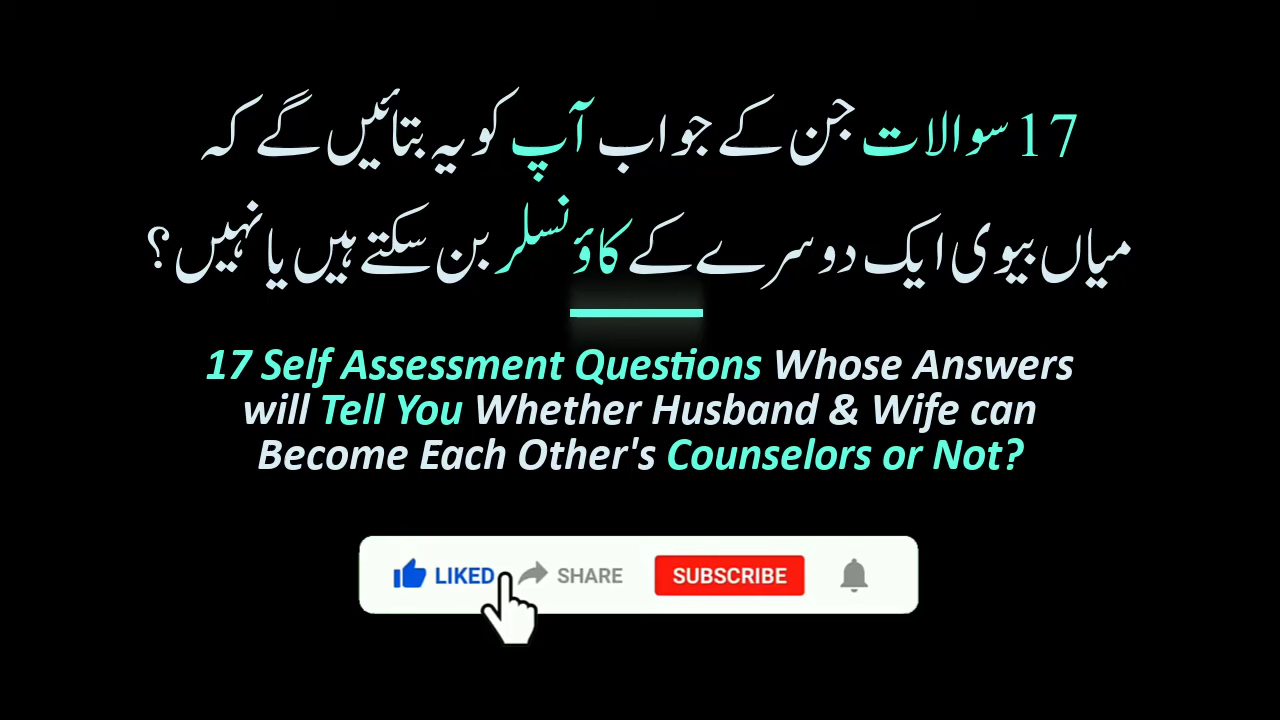 17 سوالات جن کے جواب آپ کو یہ بتائیں گے کہ
میاں بیوی ایک دوسرے کے کاؤنسلر بن سکتے ہیں یا نہیں؟
17 Self Assessment Questions Whose Answers
will Tell You Whether Husband & Wife can
Become Each Other's Counselors or Not?
LIKED SHARE SUBSCRIBE